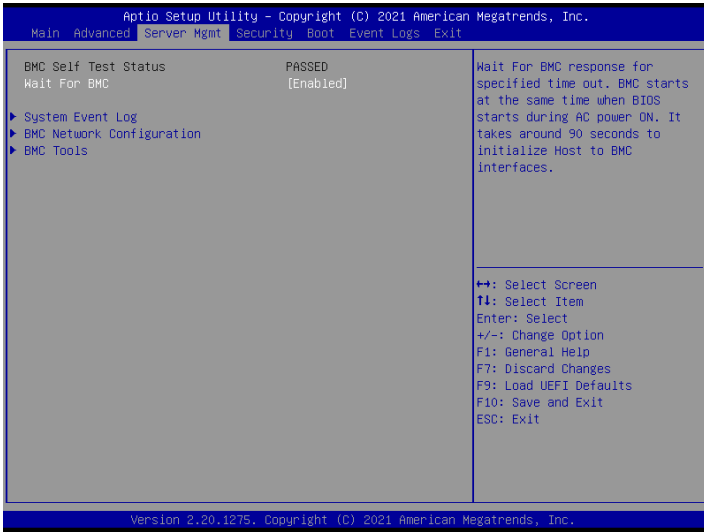 Aptio Setup Utility – Copyright (C) 2021 American Megatrends, Inc.
Main Advanced Server Mgmt Security Boot Event Logs Exit
BMC Self Test Status PASSED
Wait For BMC [Enabled]
System Event Log
BMC Network Configuration
BMC Tools
Wait For BMC response for
specified time out. BMC starts
at the same time when BIOS
starts during AC power ON. It
takes around 90 seconds to
initialize Host to BMC
interfaces.
↔: Select Screen
↑↓: Select Item
Enter: Select
+/-: Change Option
F1: General Help
F7: Discard Changes
F9: Load UEFI Defaults
F10: Save and Exit
ESC: Exit
Version 2.20.1275. Copyright (C) 2021 American Megatrends, Inc.